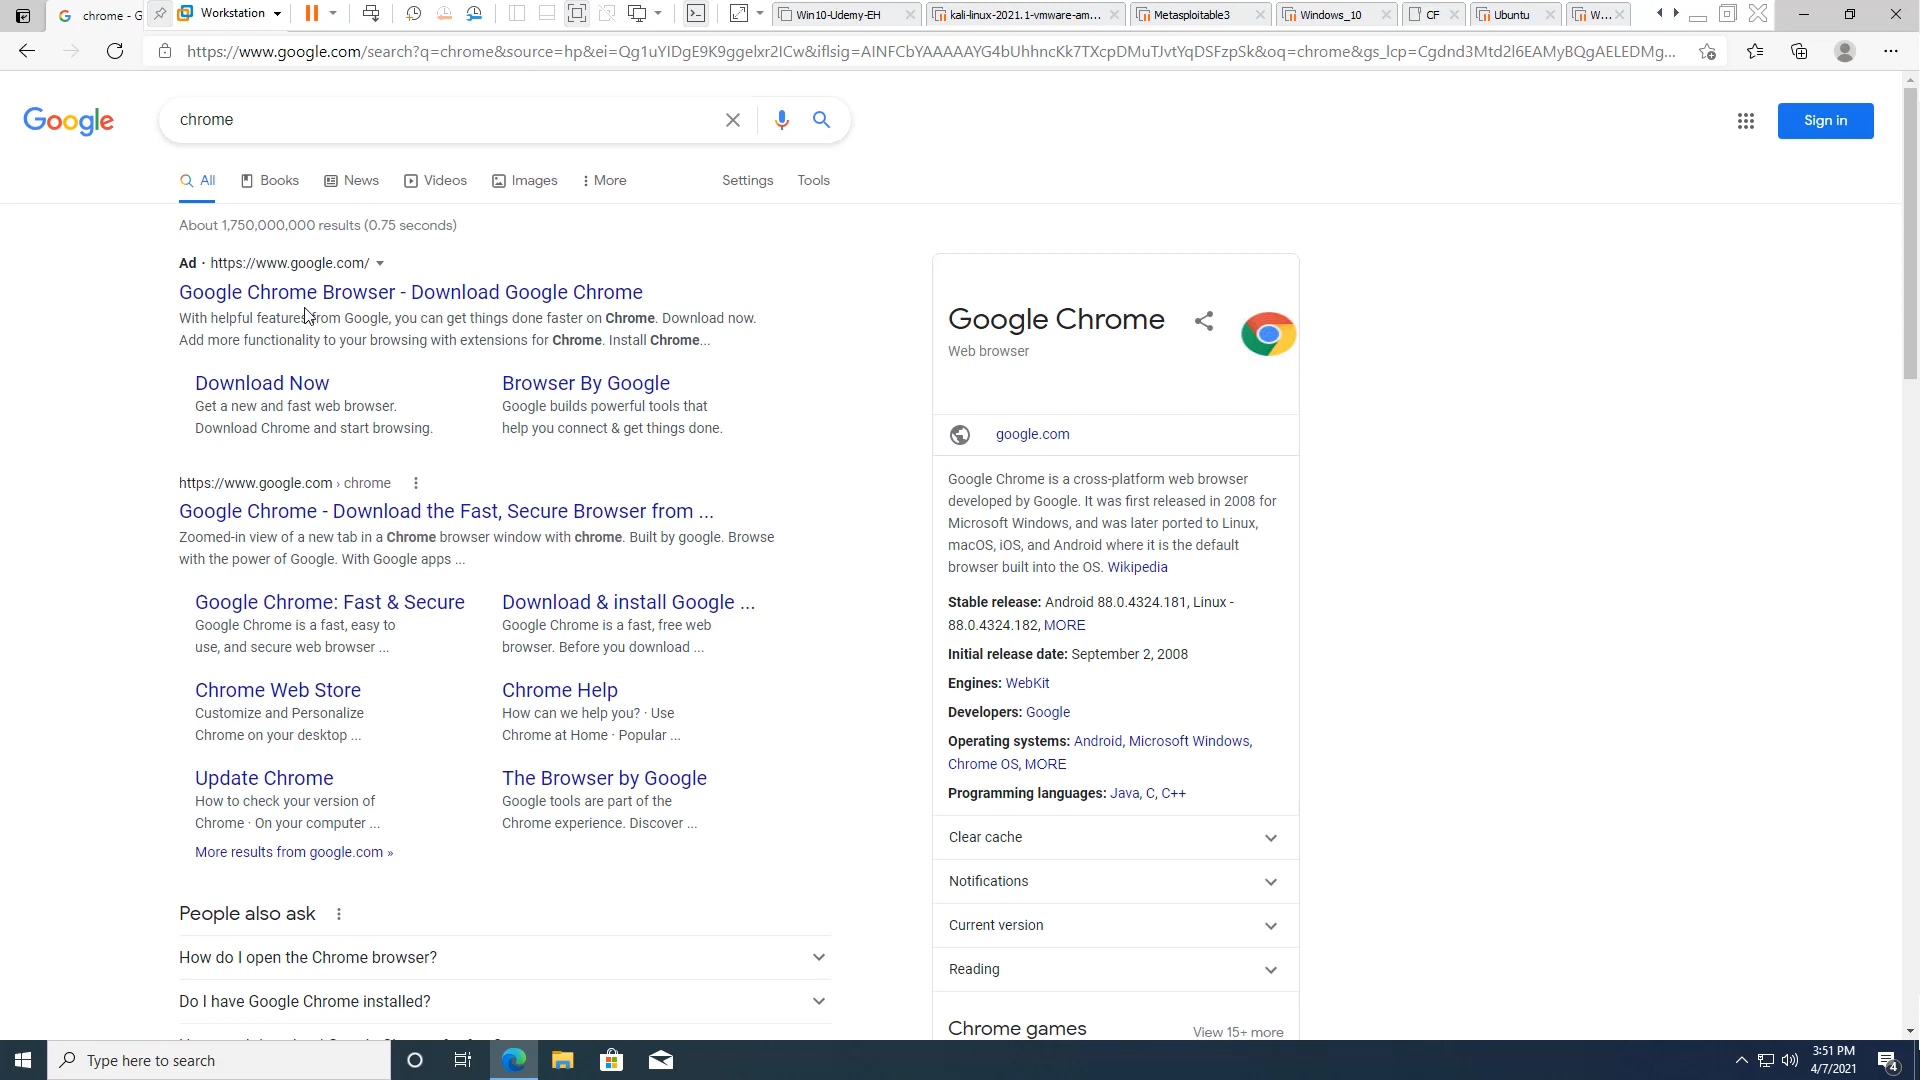 chrome - G
Workstation
Win10-Udemy-EH
kali-linux-2021.1-vmware-am...
Metasploitable3
Windows_10
CF
Ubuntu
W...
https://www.google.com/search?q=chrome&source=hp&ei=Qg1uYIDgE9K9ggelxr2ICw&iflsig=AINFCbYAAAAAYG4bUhhncKk7TXcpDMuTJvtYqDSFzpSk&oq=chrome&gs_lcp=Cgdnd3Mtd2l6EAMyBQgAELEDMg...
Google
chrome
Sign in
All
Books
News
Videos
Images
More
Settings
Tools
About 1,750,000,000 results (0.75 seconds)
Ad · https://www.google.com/
Google Chrome Browser - Download Google Chrome
With helpful features from Google, you can get things done faster on Chrome. Download now.
Add more functionality to your browsing with extensions for Chrome. Install Chrome...
Download Now
Get a new and fast web browser.
Download Chrome and start browsing.
Browser By Google
Google builds powerful tools that
help you connect & get things done.
https://www.google.com › chrome
Google Chrome - Download the Fast, Secure Browser from ...
Zoomed-in view of a new tab in a Chrome browser window with chrome. Built by google. Browse
with the power of Google. With Google apps ...
Google Chrome: Fast & Secure
Google Chrome is a fast, easy to
use, and secure web browser ...
Download & install Google ...
Google Chrome is a fast, free web
browser. Before you download ...
Chrome Web Store
Customize and Personalize
Chrome on your desktop ...
Chrome Help
How can we help you? · Use
Chrome at Home · Popular ...
Update Chrome
How to check your version of
Chrome · On your computer ...
The Browser by Google
Google tools are part of the
Chrome experience. Discover ...
More results from google.com »
People also ask
How do I open the Chrome browser?
Do I have Google Chrome installed?
Google Chrome
Web browser
google.com
Google Chrome is a cross-platform web browser
developed by Google. It was first released in 2008 for
Microsoft Windows, and was later ported to Linux,
macOS, iOS, and Android where it is the default
browser built into the OS. Wikipedia
Stable release: Android 88.0.4324.181, Linux -
88.0.4324.182, MORE
Initial release date: September 2, 2008
Engines: WebKit
Developers: Google
Operating systems: Android, Microsoft Windows,
Chrome OS, MORE
Programming languages: Java, C, C++
Clear cache
Notifications
Current version
Reading
Chrome games
View 15+ more
Type here to search
3:51 PM
4/7/2021
4